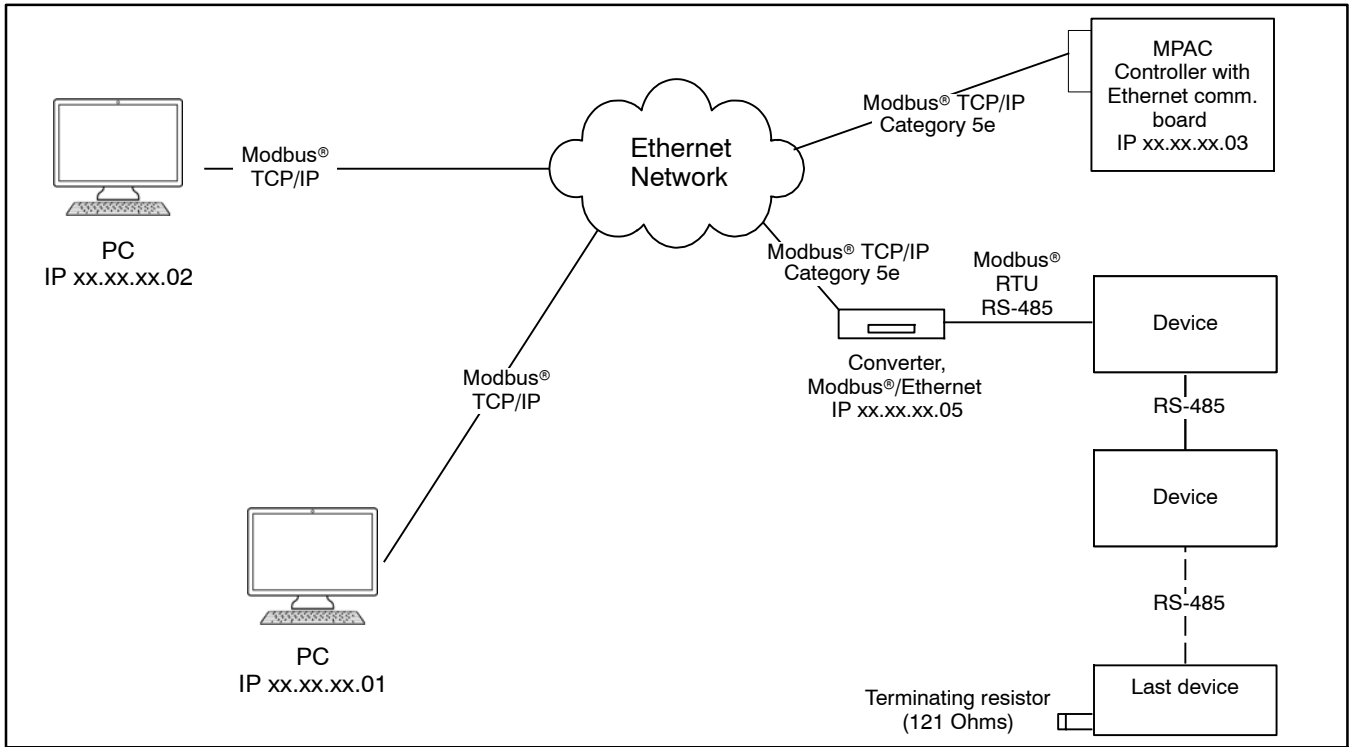 MPAC
Controller with
Ethernet comm.
board
IP xx.xx.xx.03
Modbus® TCP/IP
Category 5e
Ethernet
Network
Modbus®
TCP/IP
PC
IP xx.xx.xx.02
Modbus® TCP/IP
Category 5e
Modbus®
RTU
RS-485
Device
Converter,
Modbus®/Ethernet
IP xx.xx.xx.05
Modbus®
TCP/IP
RS-485
Device
RS-485
PC
IP xx.xx.xx.01
Last device
Terminating resistor
(121 Ohms)